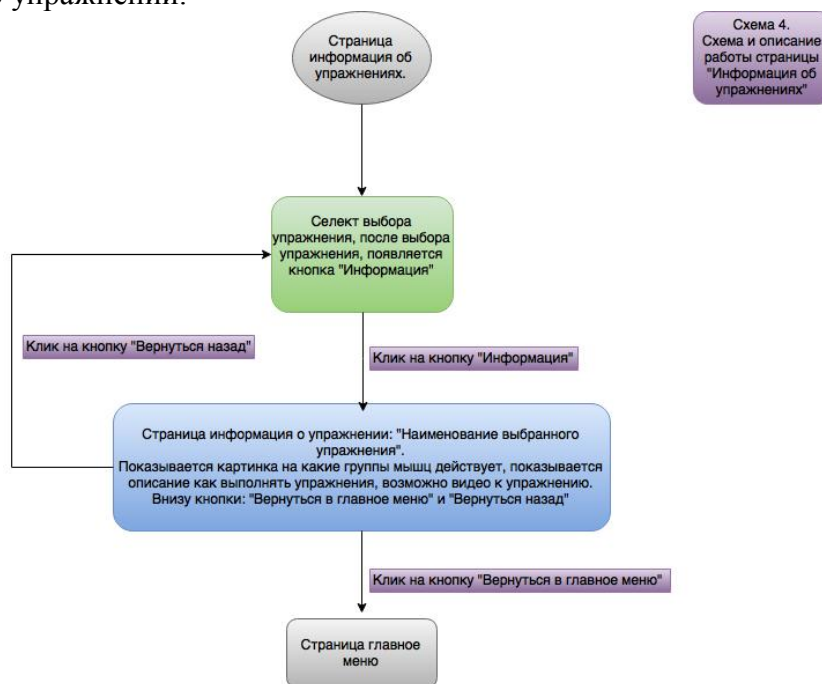 упражнении.
Страница
информация об
упражнениях.
Схема 4.
Схема и описание
работы страницы
"Информация об
упражнениях"
Селект выбора
упражнения, после выбора
упражнения, появляется
кнопка "Информация"
Клик на кнопку "Вернуться назад"
Клик на кнопку "Информация"
Страница информация о упражнении: "Наименование выбранного
упражнения".
Показывается картинка на какие группы мышц действует, показывается
описание как выполнять упражнения, возможно видео к упражнению.
Внизу кнопки: "Вернуться в главное меню" и "Вернуться назад"
Клик на кнопку "Вернуться в главное меню"
Страница главное
меню